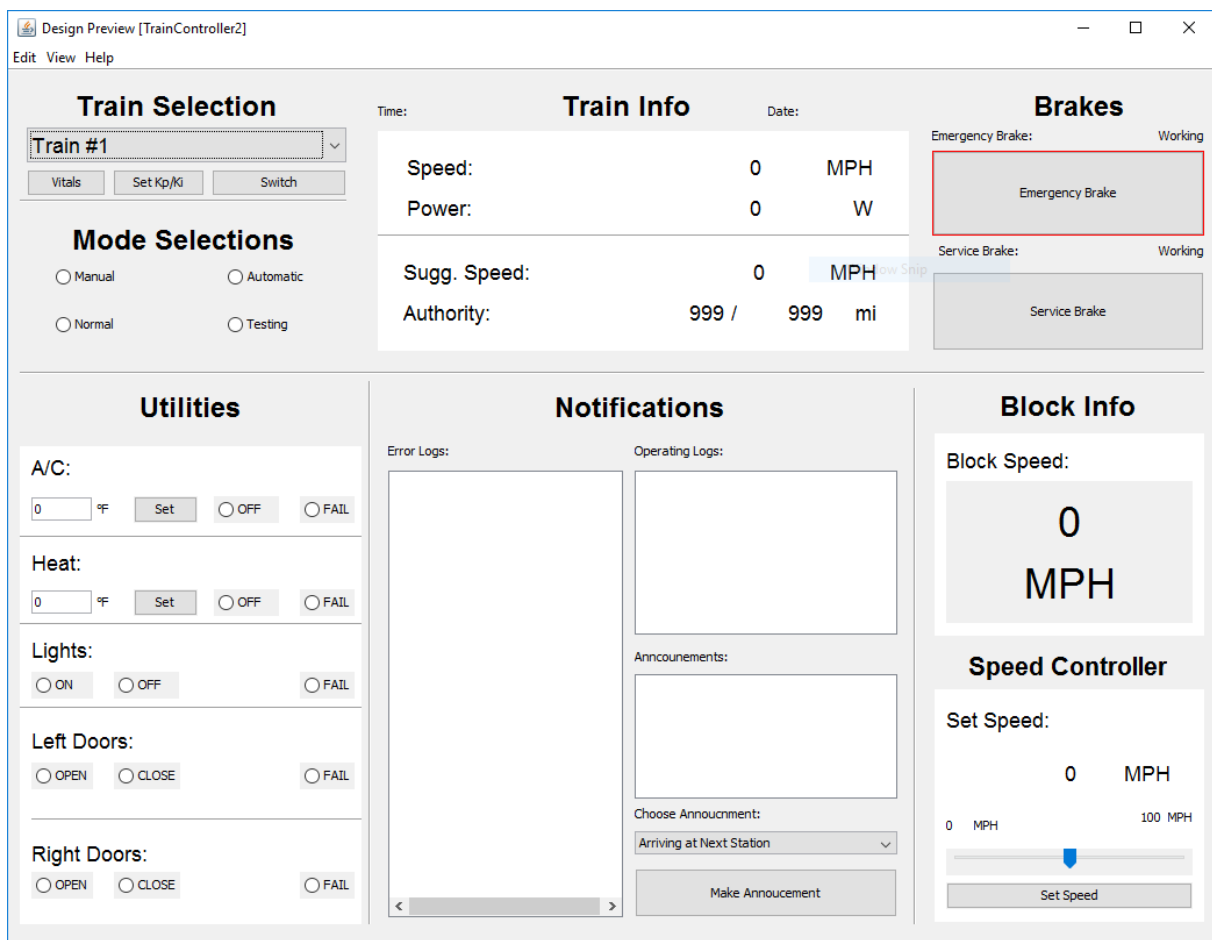 Design Preview [TrainController2]
Edit View Help
Train Selection
Train #1
Vitals Set Kp/Ki Switch
Mode Selections
Manual Automatic
Normal Testing
Time: Train Info Date:
Speed: 0 MPH
Power: 0 W
Sugg. Speed: 0 MPH
Authority: 999 / 999 mi
Brakes
Emergency Brake: Working
Emergency Brake
Service Brake: Working
Service Brake
Utilities
A/C:
0 ºF Set OFF FAIL
Heat:
0 ºF Set OFF FAIL
Lights:
ON OFF FAIL
Left Doors:
OPEN CLOSE FAIL
Right Doors:
OPEN CLOSE FAIL
Notifications
Error Logs:
Operating Logs:
Anncounements:
Choose Annoucnment:
Arriving at Next Station
Make Annoucement
Block Info
Block Speed:
0
MPH
Speed Controller
Set Speed:
0 MPH
0 MPH 100 MPH
Set Speed